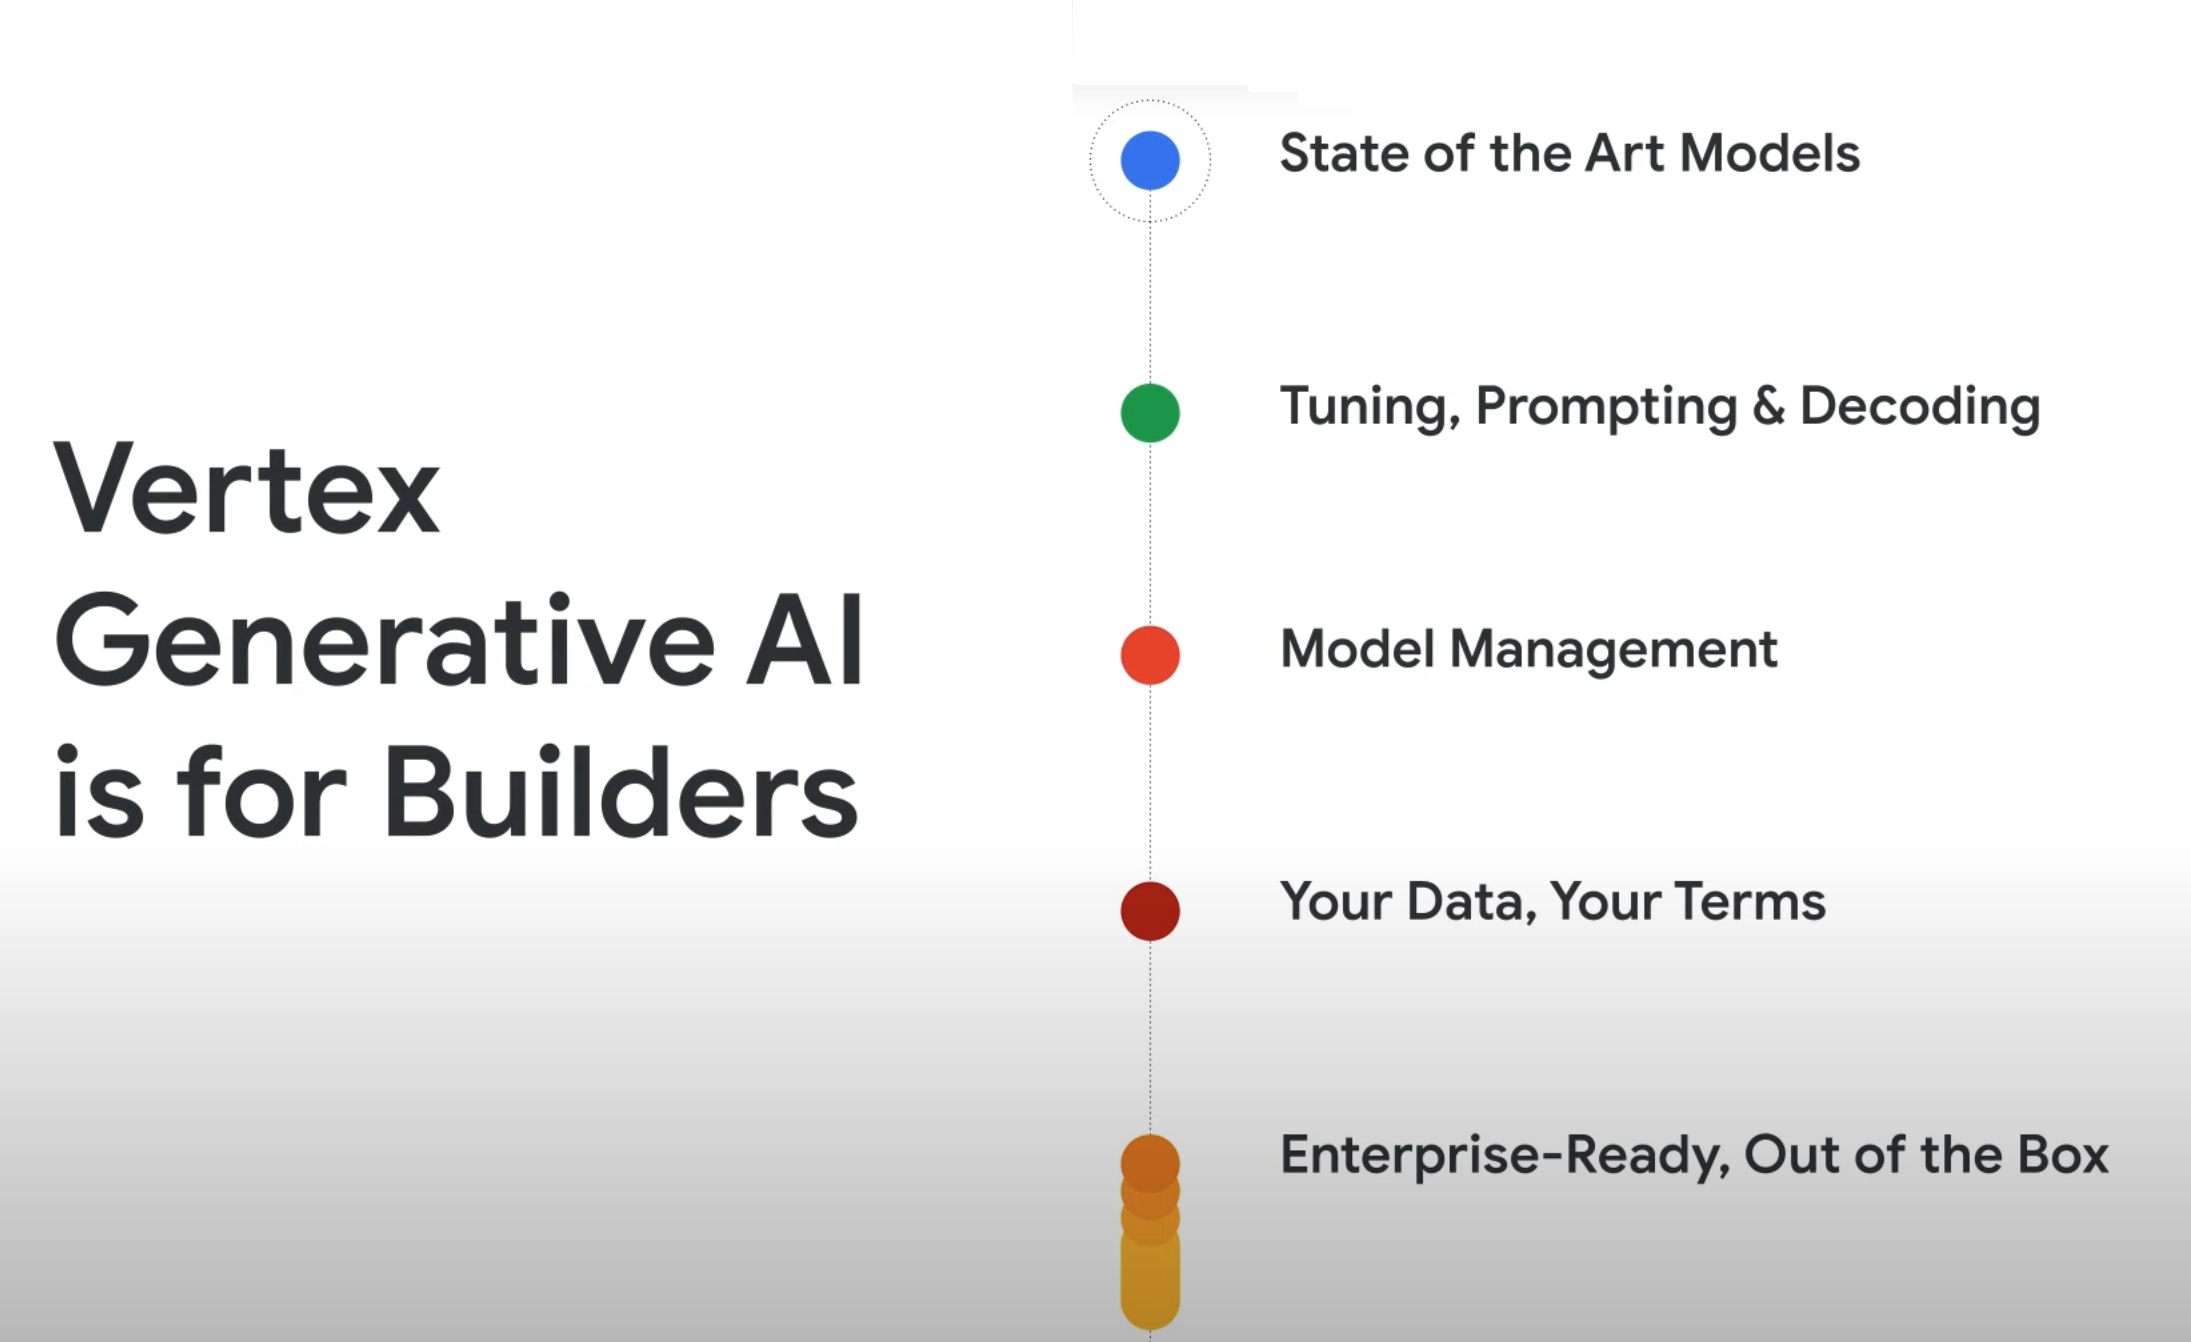 Vertex
Generative AI
is for Builders
State of the Art Models
Tuning, Prompting & Decoding
Model Management
Your Data, Your Terms
Enterprise-Ready, Out of the Box